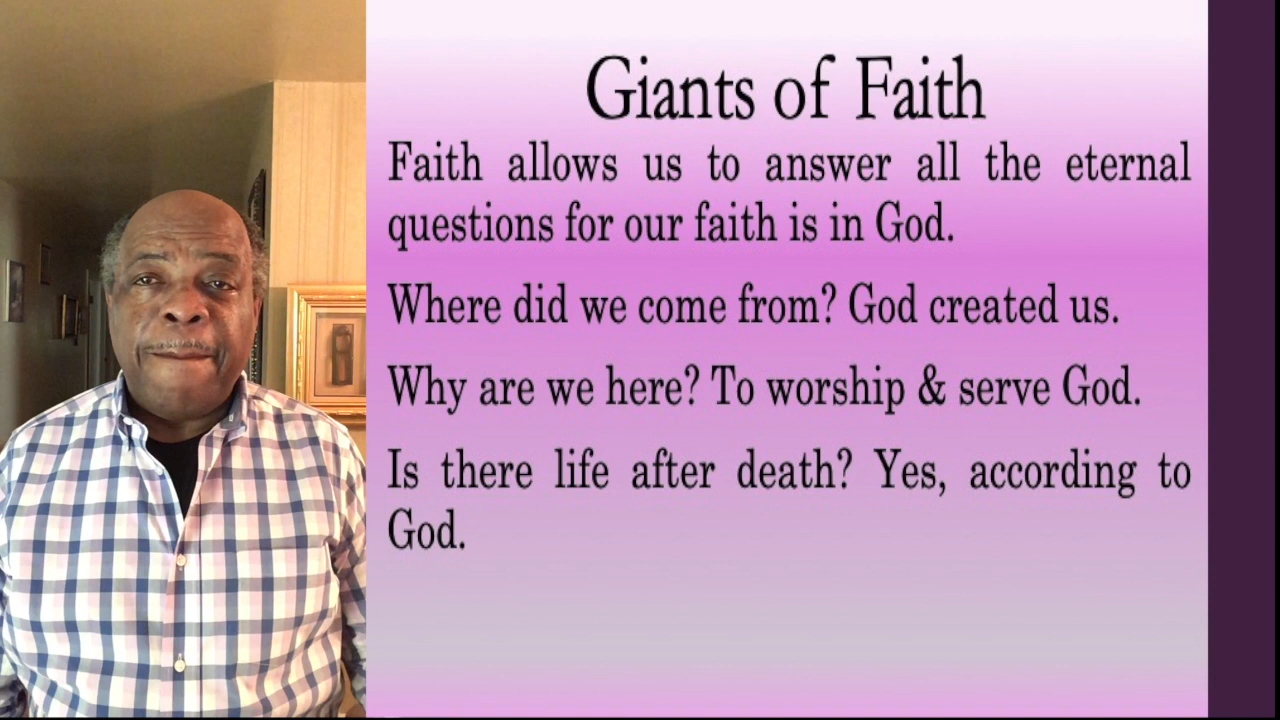 Giants of Faith
Faith allows us to answer all the eternal
questions for our faith is in God.
Where did we come from? God created us.
Why are we here? To worship & serve God.
Is there life after death? Yes, according to
God.